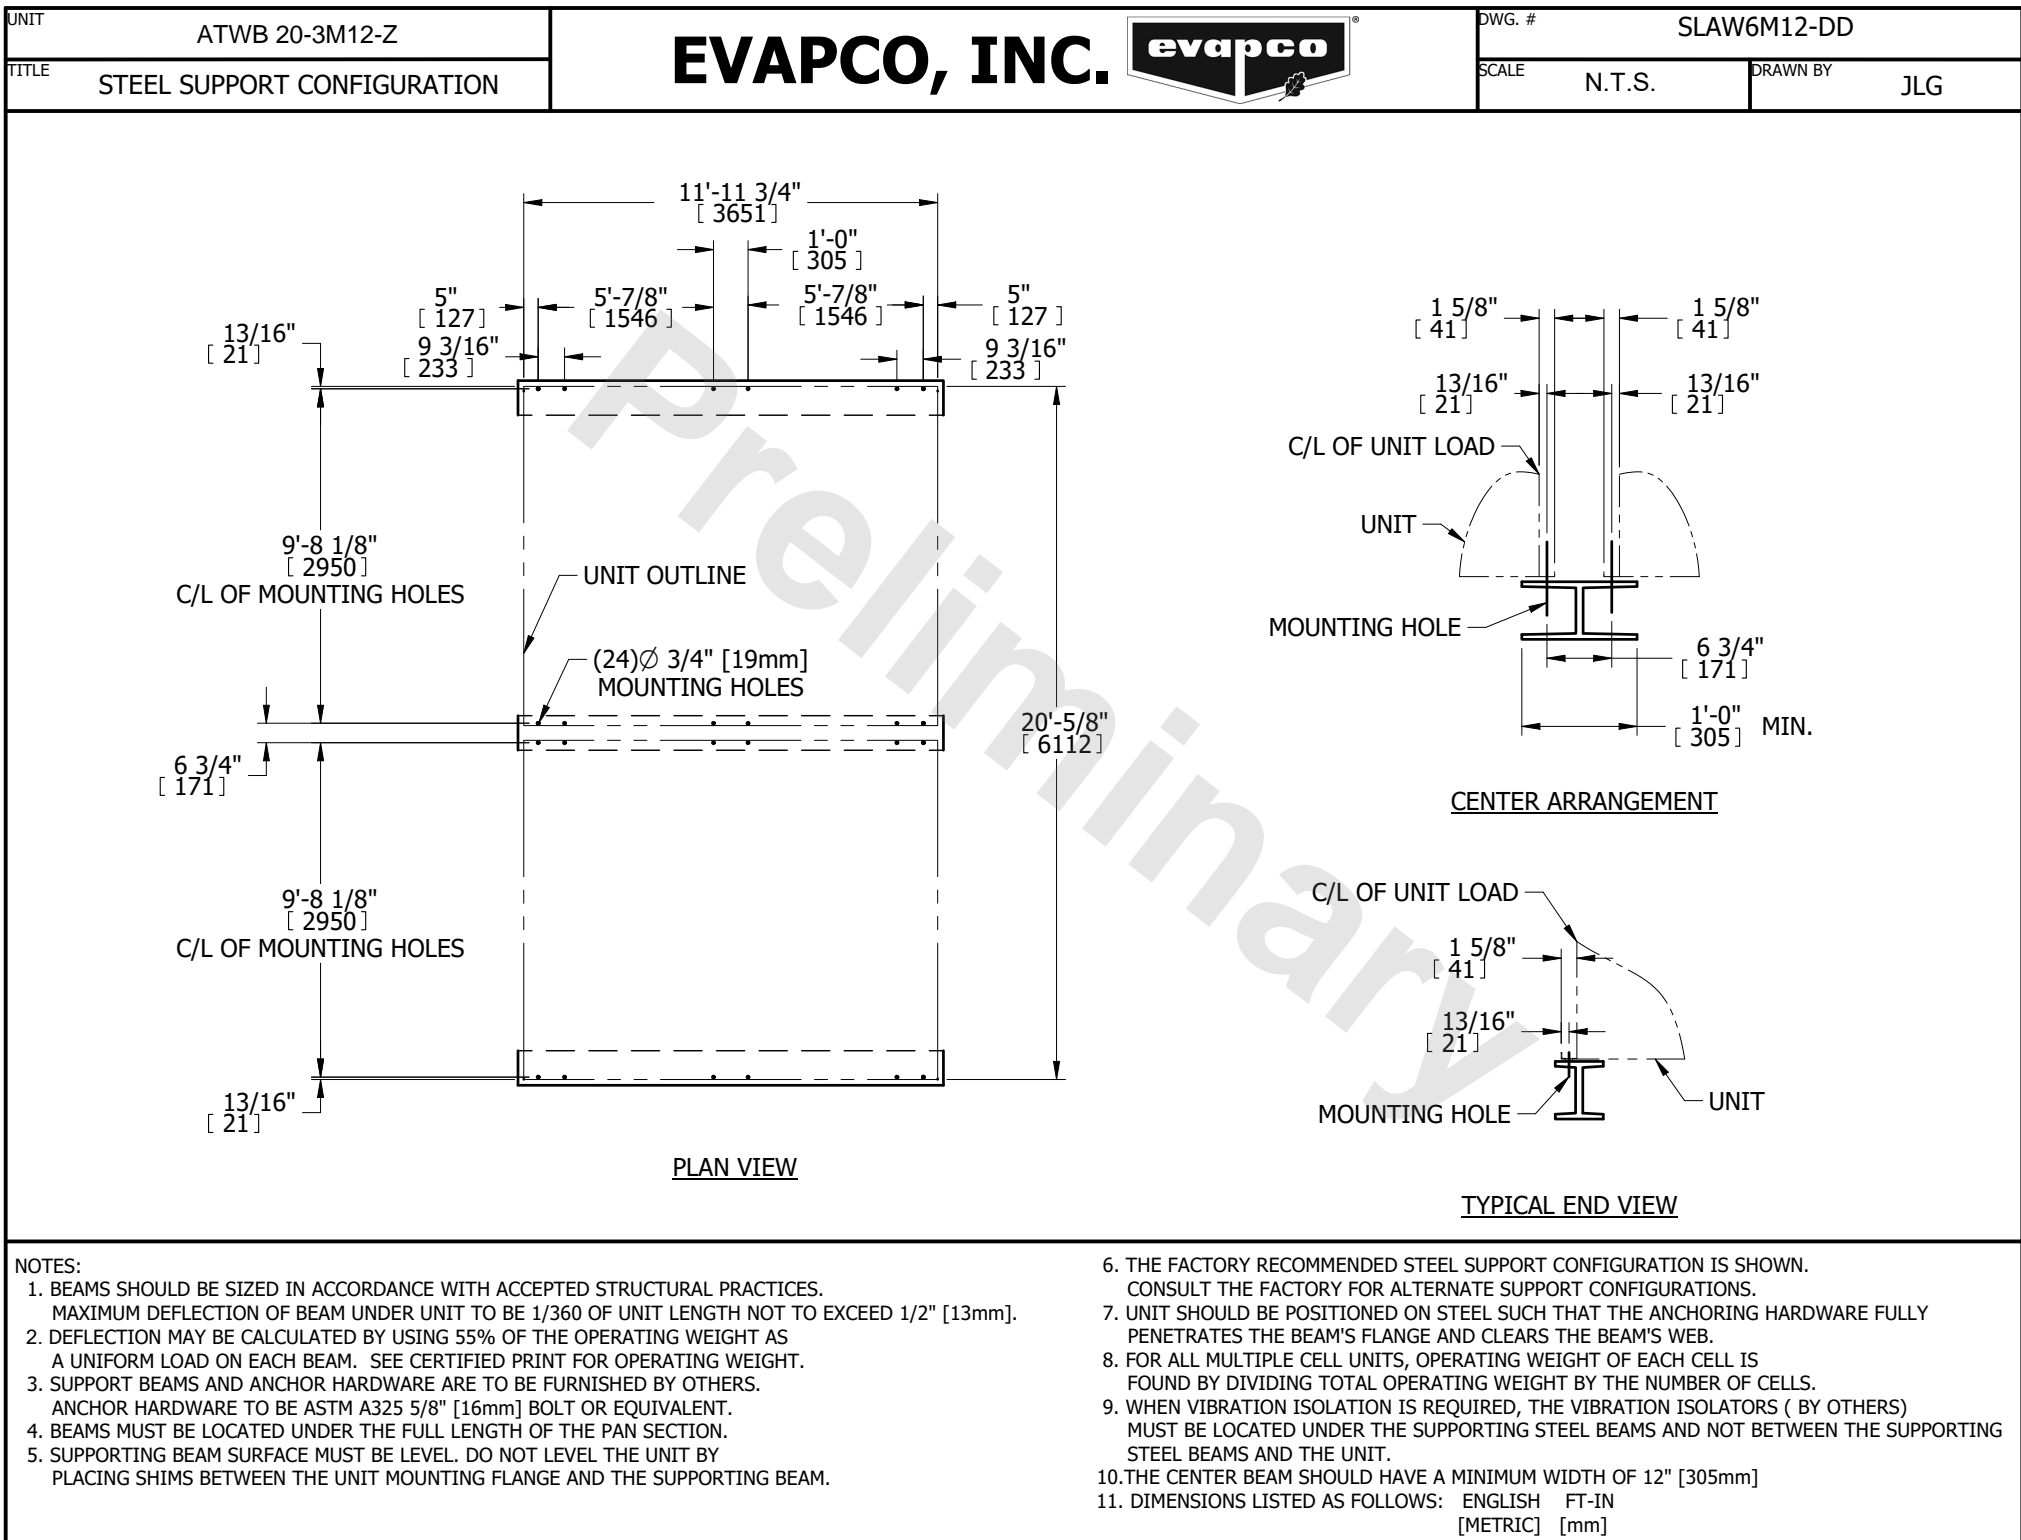 UNIT
ATWB 20-3M12-Z
TITLE
STEEL SUPPORT CONFIGURATION
EVAPCO, INC.
evapco
®
DWG. #
SLAW6M12-DD
SCALE
N.T.S.
DRAWN BY
JLG
11'-11 3/4"
[ 3651]
1'-0"
[ 305 ]
5"
[ 127]
5'-7/8"
[ 1546 ]
5'-7/8"
[ 1546 ]
5"
[ 127 ]
13/16"
[ 21]
9 3/16"
[ 233 ]
9 3/16"
[ 233 ]
9'-8 1/8"
[ 2950]
C/L OF MOUNTING HOLES
UNIT OUTLINE
(24)Ø 3/4" [19mm]
MOUNTING HOLES
6 3/4"
[ 171]
20'-5/8"
[ 6112]
9'-8 1/8"
[ 2950]
C/L OF MOUNTING HOLES
13/16"
[ 21]
PLAN VIEW
Preliminary
1 5/8"
[ 41]
1 5/8"
[ 41]
13/16"
[ 21]
13/16"
[ 21]
C/L OF UNIT LOAD
UNIT
MOUNTING HOLE
6 3/4"
[ 171]
1'-0"
[ 305]
MIN.
CENTER ARRANGEMENT
C/L OF UNIT LOAD
1 5/8"
[ 41]
13/16"
[ 21]
MOUNTING HOLE
UNIT
TYPICAL END VIEW
NOTES:
1. BEAMS SHOULD BE SIZED IN ACCORDANCE WITH ACCEPTED STRUCTURAL PRACTICES.
MAXIMUM DEFLECTION OF BEAM UNDER UNIT TO BE 1/360 OF UNIT LENGTH NOT TO EXCEED 1/2" [13mm].
2. DEFLECTION MAY BE CALCULATED BY USING 55% OF THE OPERATING WEIGHT AS
A UNIFORM LOAD ON EACH BEAM. SEE CERTIFIED PRINT FOR OPERATING WEIGHT.
3. SUPPORT BEAMS AND ANCHOR HARDWARE ARE TO BE FURNISHED BY OTHERS.
ANCHOR HARDWARE TO BE ASTM A325 5/8" [16mm] BOLT OR EQUIVALENT.
4. BEAMS MUST BE LOCATED UNDER THE FULL LENGTH OF THE PAN SECTION.
5. SUPPORTING BEAM SURFACE MUST BE LEVEL. DO NOT LEVEL THE UNIT BY
PLACING SHIMS BETWEEN THE UNIT MOUNTING FLANGE AND THE SUPPORTING BEAM.
6. THE FACTORY RECOMMENDED STEEL SUPPORT CONFIGURATION IS SHOWN.
CONSULT THE FACTORY FOR ALTERNATE SUPPORT CONFIGURATIONS.
7. UNIT SHOULD BE POSITIONED ON STEEL SUCH THAT THE ANCHORING HARDWARE FULLY
PENETRATES THE BEAM'S FLANGE AND CLEARS THE BEAM'S WEB.
8. FOR ALL MULTIPLE CELL UNITS, OPERATING WEIGHT OF EACH CELL IS
FOUND BY DIVIDING TOTAL OPERATING WEIGHT BY THE NUMBER OF CELLS.
9. WHEN VIBRATION ISOLATION IS REQUIRED, THE VIBRATION ISOLATORS ( BY OTHERS)
MUST BE LOCATED UNDER THE SUPPORTING STEEL BEAMS AND NOT BETWEEN THE SUPPORTING
STEEL BEAMS AND THE UNIT.
10.THE CENTER BEAM SHOULD HAVE A MINIMUM WIDTH OF 12" [305mm]
11. DIMENSIONS LISTED AS FOLLOWS: ENGLISH FT-IN
[METRIC] [mm]